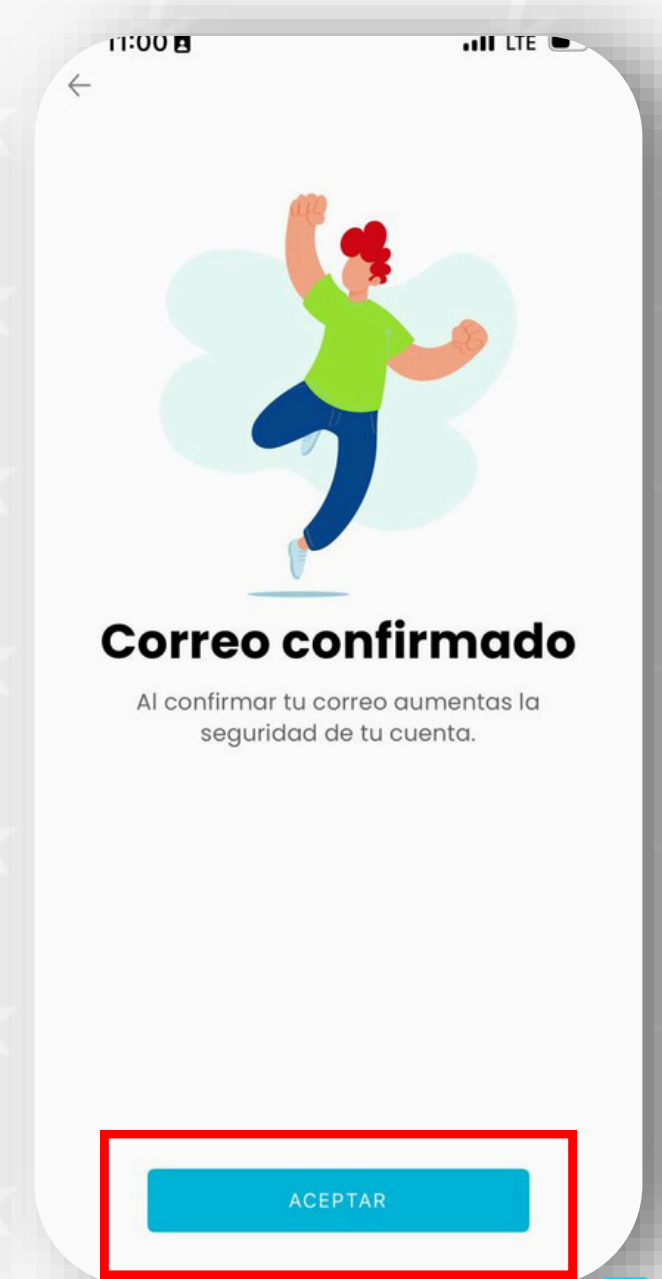 11:00 LTE
Correo confirmado
Al confirmar tu correo aumentas la
seguridad de tu cuenta.
ACEPTAR